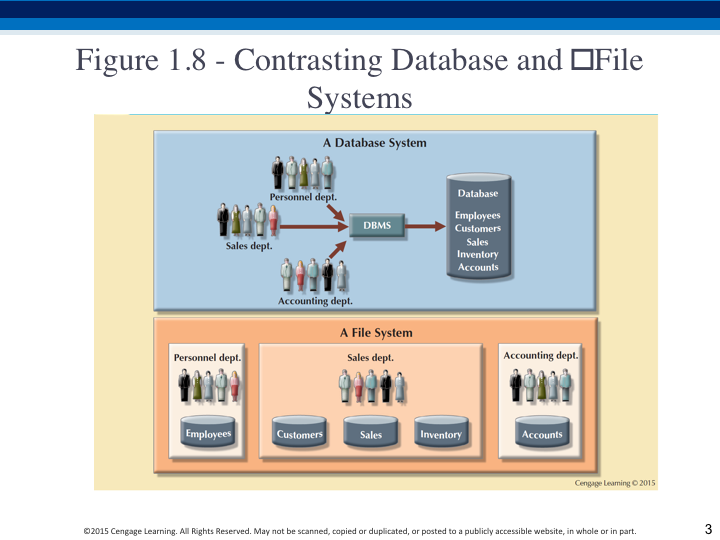 Figure 1.8 - Contrasting Database and □File
Systems
A Database System
Personnel dept.
Sales dept.
Accounting dept.
DBMS
Database
Employees
Customers
Sales
Inventory
Accounts
A File System
Personnel dept.
Employees
Sales dept.
Customers
Sales
Inventory
Accounting dept.
Accounts
Cengage Learning © 2015
©2015 Cengage Learning. All Rights Reserved. May not be scanned, copied or duplicated, or posted to a publicly accessible website, in whole or in part.
3